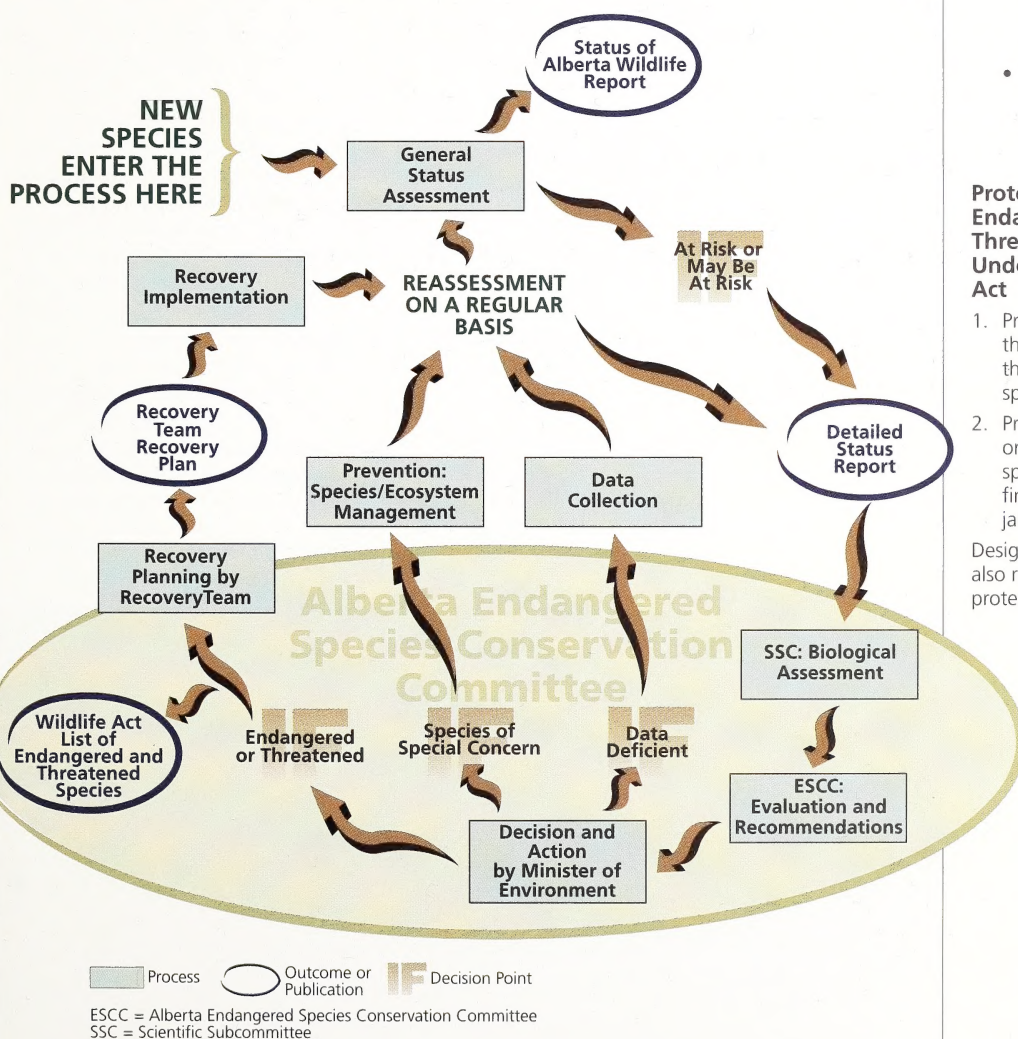 Status of
Alberta Wildlife
Report
NEW
SPECIES
ENTER THE
PROCESS HERE
General
Status
Assessment
IF
At Risk or
May Be
At Risk
Recovery
Implementation
REASSESSMENT
ON A REGULAR
BASIS
Recovery
Team
Recovery
Plan
Detailed
Status
Report
Prevention:
Species/Ecosystem
Management
Data
Collection
Recovery
Planning by
RecoveryTeam
Alberta Endangered
Species Conservation
Committee
SSC: Biological
Assessment
Wildlife Act
List of
Endangered and
Threatened
Species
IF
Endangered
or Threatened
IF
Species of
Special Concern
IF
Data
Deficient
ESCC:
Evaluation and
Recommendations
Decision and
Action
by Minister of
Environment
Process
Outcome or
Publication
IF Decision Point
ESCC = Alberta Endangered Species Conservation Committee
SSC = Scientific Subcommittee
•
Act
1.
2.